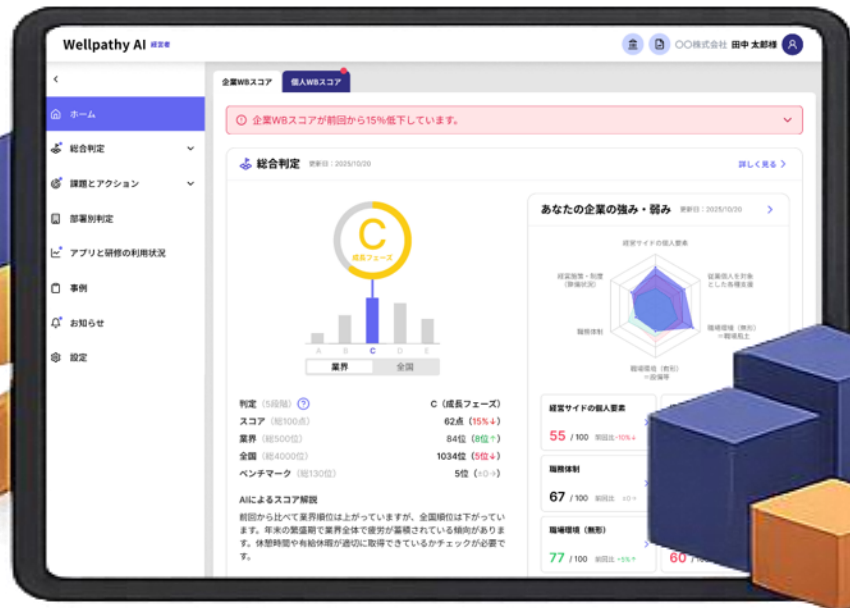 Wellpathy AI 経営者
〇〇株式会社 田中 太郎様
ホーム
総合判定
課題とアクション
部署別判定
アプリと研修の利用状況
事例
お知らせ
設定
企業WBスコア 個人WBスコア
企業WBスコアが前回から15%低下しています。
総合判定 更新日：2025/10/20 詳しく見る
C
成長フェーズ
A B C D E
業界 全国
判定（5段階） ? C（成長フェーズ）
スコア（総100点） 62点（15%↓）
業界（総500位） 84位（8位↑）
全国（総4000位） 1034位（5位↓）
ベンチマーク（総130位） 5位（±0→）
AIによるスコア解説
前回から比べて業界順位は上がっていますが、全国順位は下がってい
ます。年末の繁盛期で業界全体で疲労が蓄積されている傾向がありま
す。休憩時間や有給休暇が適切に取得できているかチェックが必要で
す。
あなたの企業の強み・弱み 更新日：2025/10/20
経営サイドの個人要素
従業個人を対象
とした各種支援
職場環境（無形）
＝職場風土
職場環境（有形）
＝設備等
職務体制
経営施策・制度
（整備状況）
経営サイドの個人要素
55 /100 前回比-10%↓
職務体制
67 /100 前回比 ±0→
職場環境（無形）
77 /100 前回比 +5%↑
60